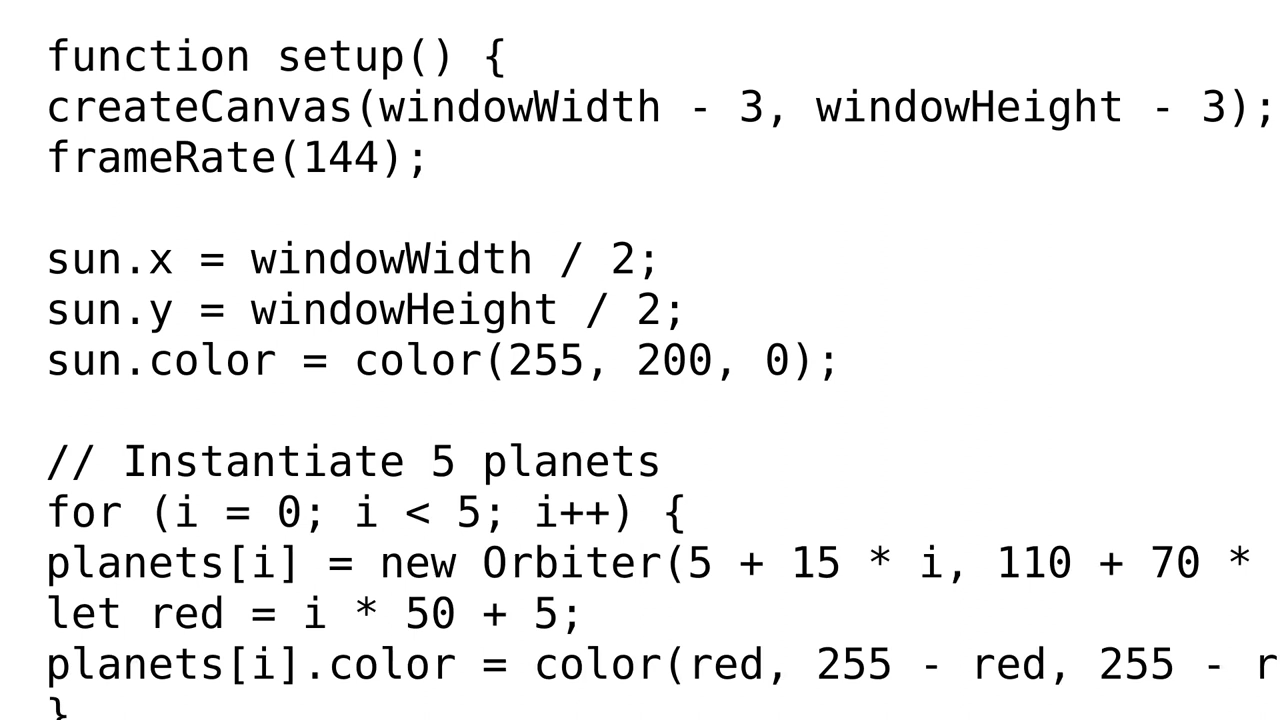 function setup() {
createCanvas(windowWidth - 3, windowHeight - 3);
frameRate(144);

sun.x = windowWidth / 2;
sun.y = windowHeight / 2;
sun.color = color(255, 200, 0);

// Instantiate 5 planets
for (i = 0; i < 5; i++) {
planets[i] = new Orbiter(5 + 15 * i, 110 + 70 *
let red = i * 50 + 5;
planets[i].color = color(red, 255 - red, 255 - r
}